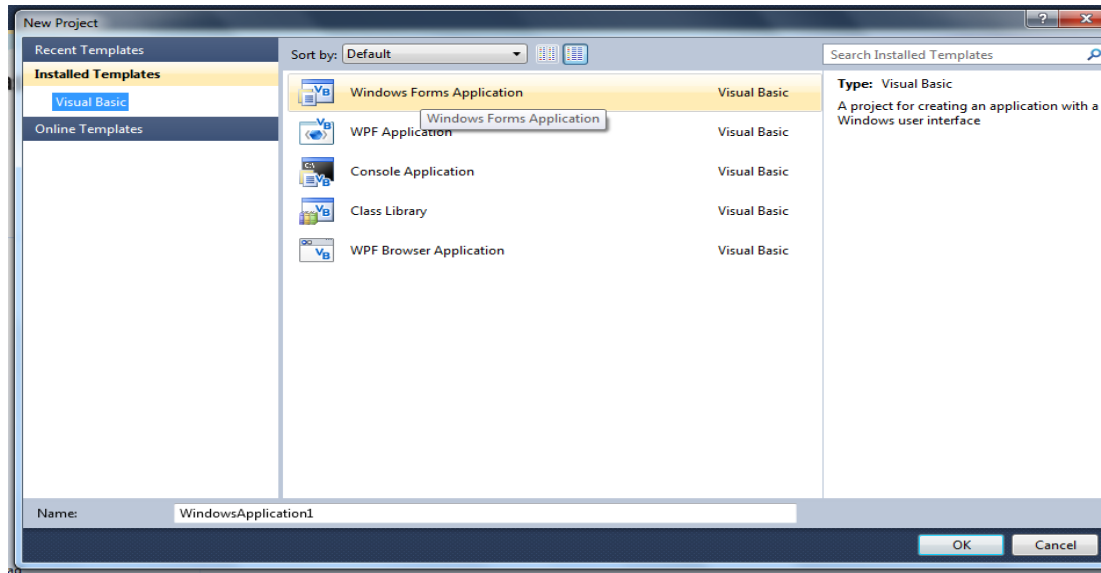 New Project
Recent Templates
Installed Templates
Visual Basic
Online Templates
Sort by: Default
Search Installed Templates
Windows Forms Application Visual Basic
Windows Forms Application
WPF Application Visual Basic
Console Application Visual Basic
Class Library Visual Basic
WPF Browser Application Visual Basic
Type: Visual Basic
A project for creating an application with a
Windows user interface
Name: WindowsApplication1
OK Cancel